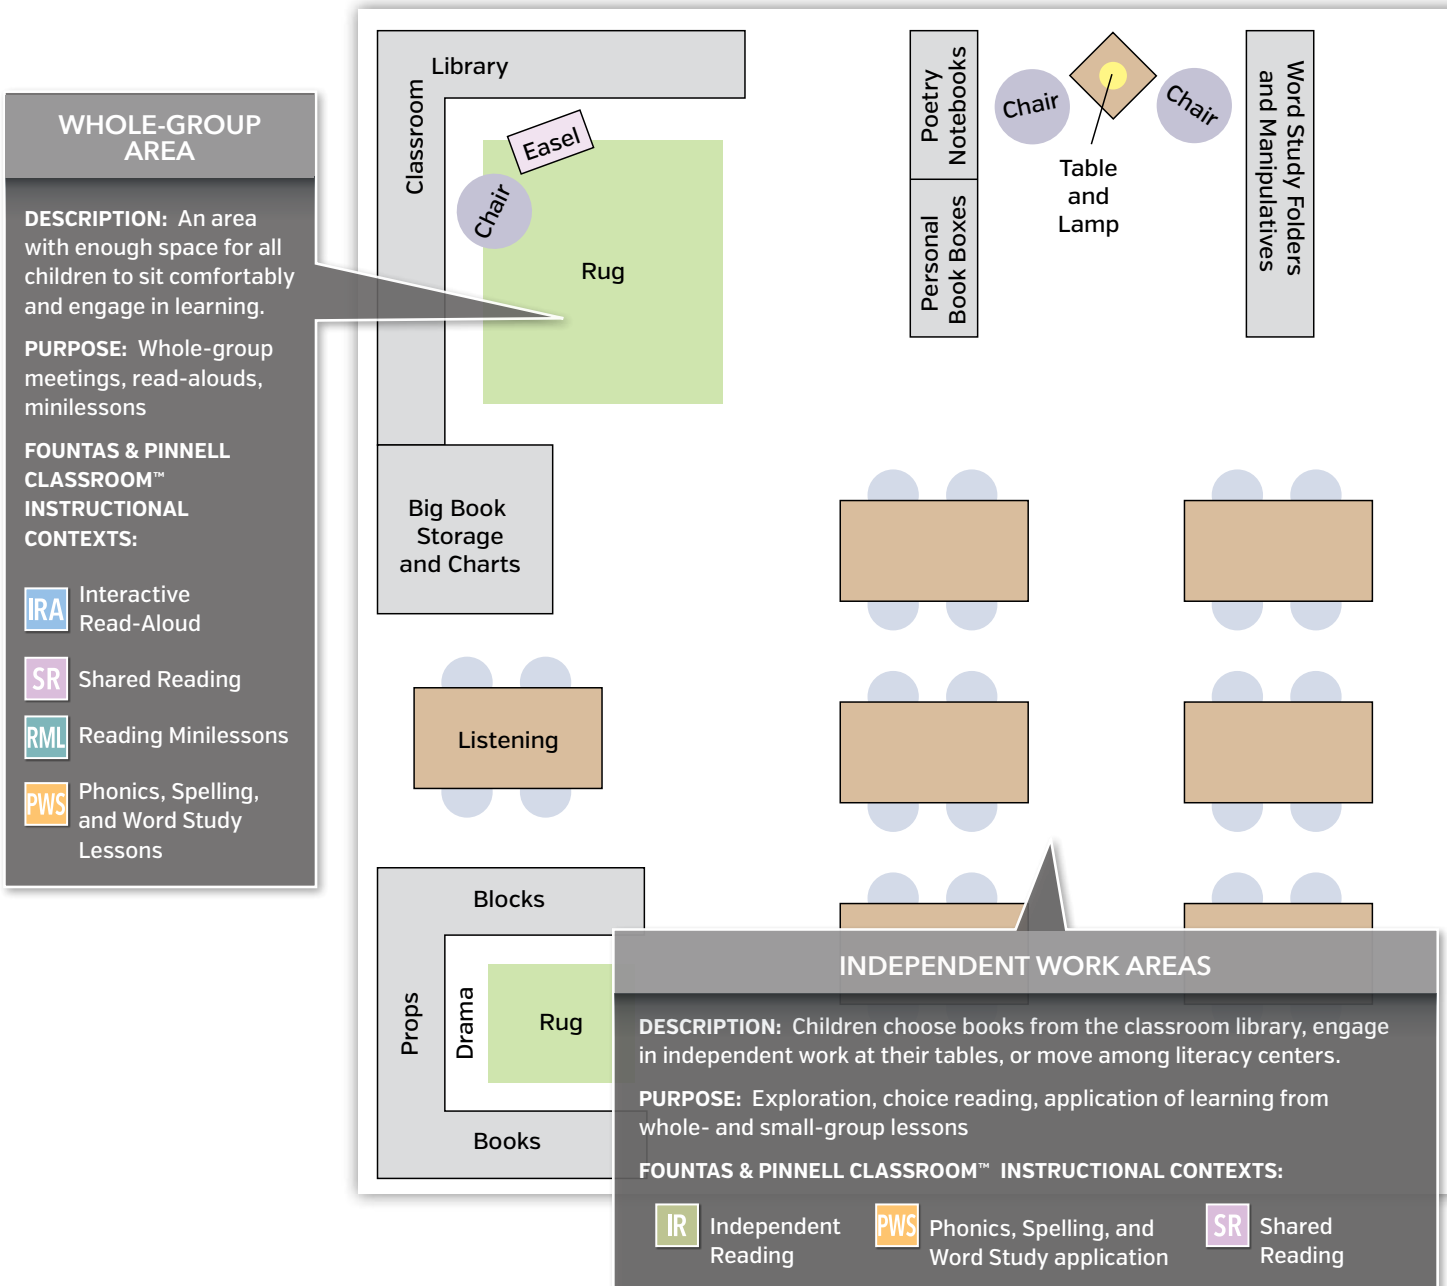 WHOLE-GROUP
AREA
DESCRIPTION: An area
with enough space for all
children to sit comfortably
and engage in learning.
PURPOSE: Whole-group
meetings, read-alouds,
minilessons
FOUNTAS & PINNELL
CLASSROOM™
INSTRUCTIONAL
CONTEXTS:
IRA Interactive
Read-Aloud
SR Shared Reading
RML Reading Minilessons
PWS Phonics, Spelling,
and Word Study
Lessons
Library
Classroom
Easel
Chair
Rug
Big Book
Storage
and Charts
Poetry
Notebooks
Personal
Book Boxes
Chair
Chair
Table
and
Lamp
Word Study Folders
and Manipulatives
Listening
Blocks
Props
Drama
Rug
Books
INDEPENDENT WORK AREAS
DESCRIPTION: Children choose books from the classroom library, engage
in independent work at their tables, or move among literacy centers.
PURPOSE: Exploration, choice reading, application of learning from
whole- and small-group lessons
FOUNTAS & PINNELL CLASSROOM™ INSTRUCTIONAL CONTEXTS:
IR Independent
Reading
PWS Phonics, Spelling, and
Word Study application
SR Shared
Reading